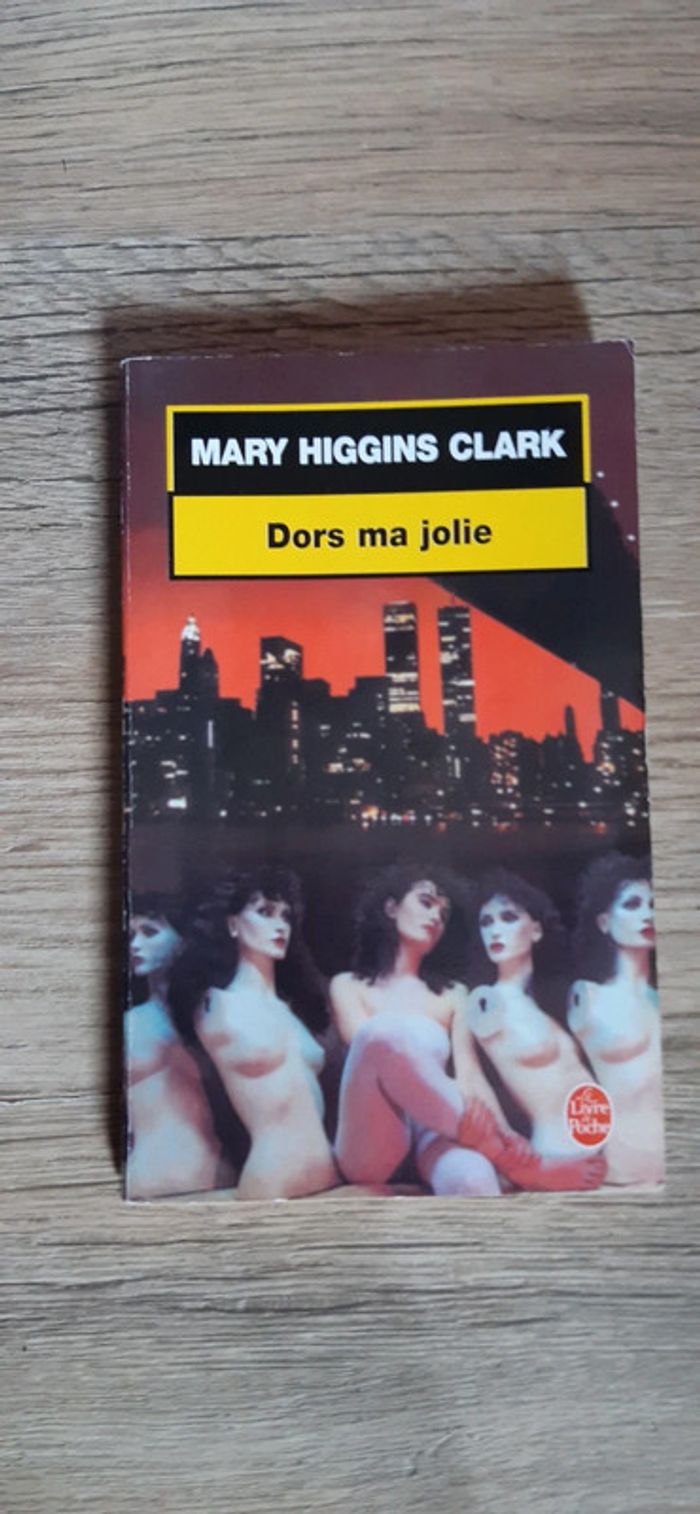 MARY HIGGINS CLARK
Dors ma jolie
Le
Livre
de
Poche